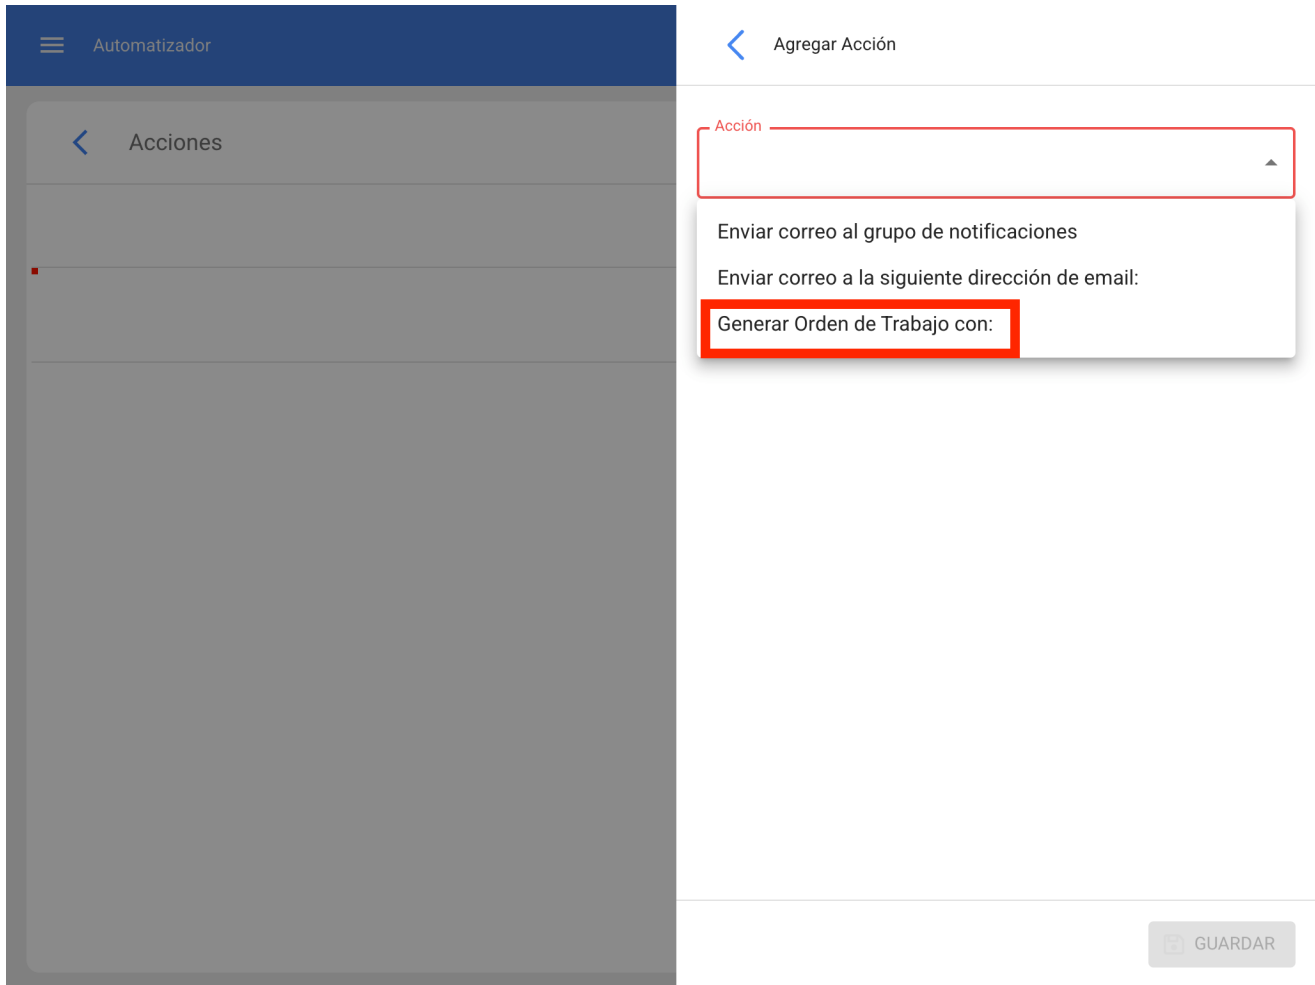 Automatizador
Agregar Acción
Acciones
Acción
Enviar correo al grupo de notificaciones
Enviar correo a la siguiente dirección de email:
Generar Orden de Trabajo con:
GUARDAR